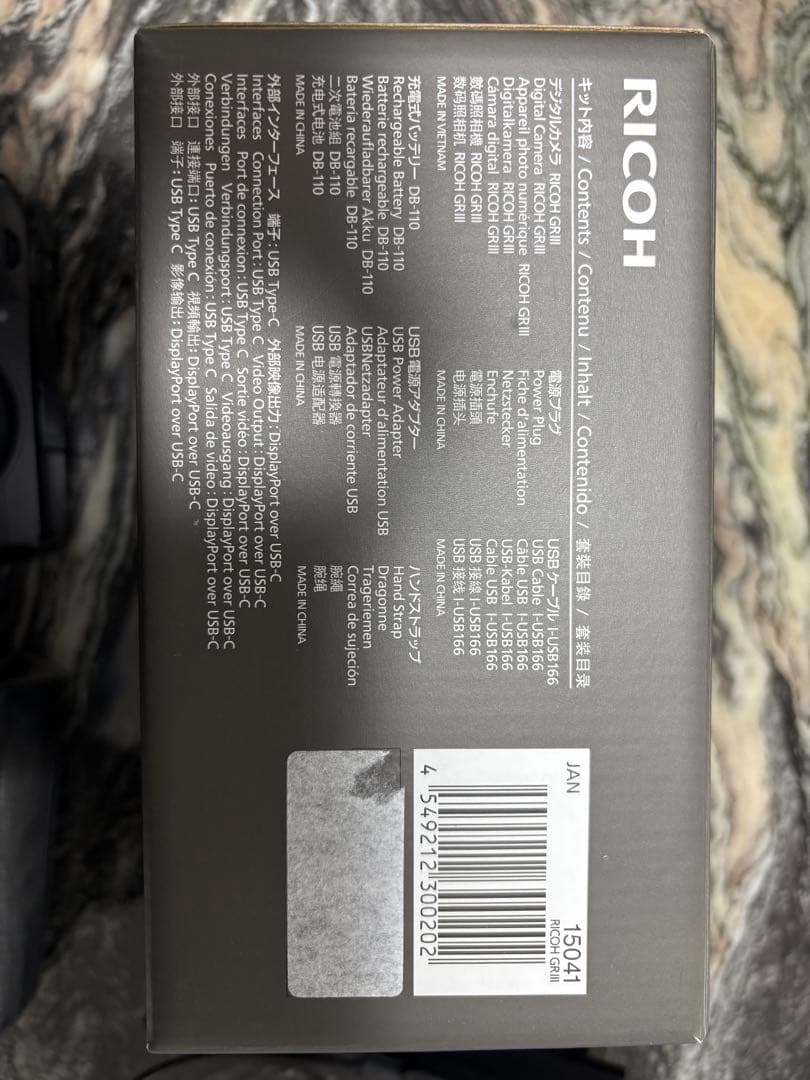 RICOH
キット内容 / Contents / Contenu / Inhalt / Contenido / 套裝目錄 / 套装目录
デジタルカメラ RICOH GRIII
Digital Camera RICOH GRIII
Appareil photo numérique RICOH GRIII
Digitalkamera RICOH GRIII
Cámara digital RICOH GRIII
數碼照相機 RICOH GRIII
数码照相机 RICOH GRIII
MADE IN VIETNAM
電源プラグ
Power Plug
Fiche d'alimentation
Netzstecker
Enchufe
電源插頭
电源插头
MADE IN CHINA
USBケーブル I-USB166
USB Cable I-USB166
Câble USB I-USB166
USB-Kabel I-USB166
Cable USB I-USB166
USB 接線 I-USB166
USB 接线 I-USB166
MADE IN CHINA
充電式バッテリー DB-110
Rechargeable Battery DB-110
Batterie rechargeable DB-110
Wiederaufladbarer Akku DB-110
Batería recargable DB-110
二次電池組 DB-110
充电式电池 DB-110
MADE IN CHINA
USB電源アダプター
USB Power Adapter
Adaptateur d'alimentation USB
USBNetzadapter
Adaptador de corriente USB
USB 電源轉換器
USB 电源适配器
MADE IN CHINA
ハンドストラップ
Hand Strap
Dragonne
Trageriemen
Correa de sujeción
腕繩
腕绳
MADE IN CHINA
外部インターフェース 端子：USB Type-C 外部映像出力：DisplayPort over USB-C
Interfaces Connection Port : USB Type C Video Output : DisplayPort over USB-C
Interfaces Port de connexion : USB Type C Sortie vidéo : DisplayPort over USB-C
Verbindungen Verbindungsport : USB Type C Videoausgang : DisplayPort over USB-C
Conexiones Puerto de conexión : USB Type C Salida de vídeo : DisplayPort over USB-C
外部接口 連接端口：USB Type C 視頻輸出：DisplayPort over USB-C
外部接口 端子：USB Type C 影像输出：DisplayPort over USB-C
JAN
15041
RICOH GRIII
4 549212 300202